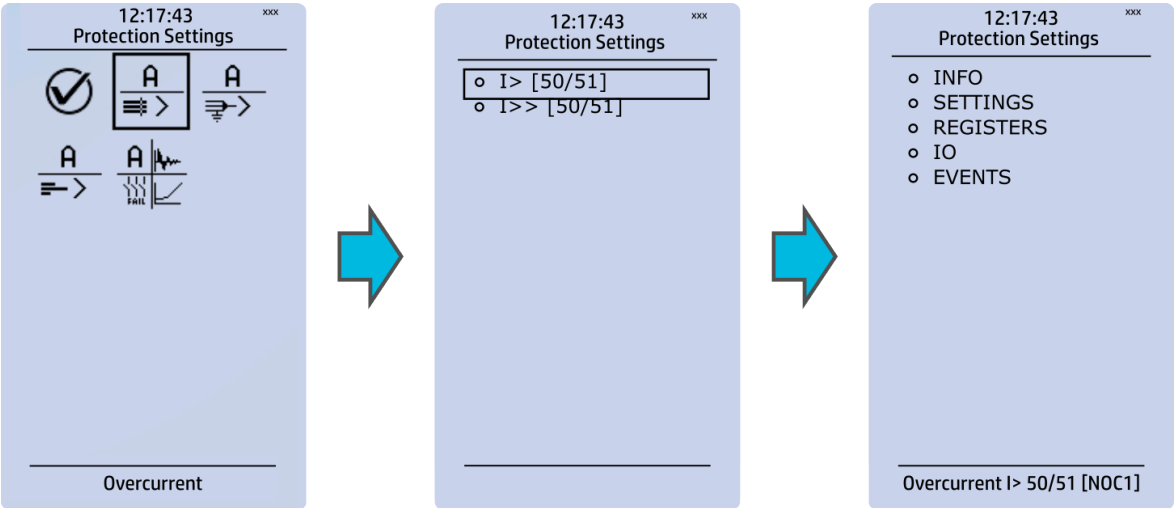 12:17:43 xxx
Protection Settings
A
A
A
A
FAIL
Overcurrent
12:17:43 xxx
Protection Settings
I> [50/51]
I>> [50/51]
12:17:43 xxx
Protection Settings
INFO
SETTINGS
REGISTERS
IO
EVENTS
Overcurrent I> 50/51 [NOC1]